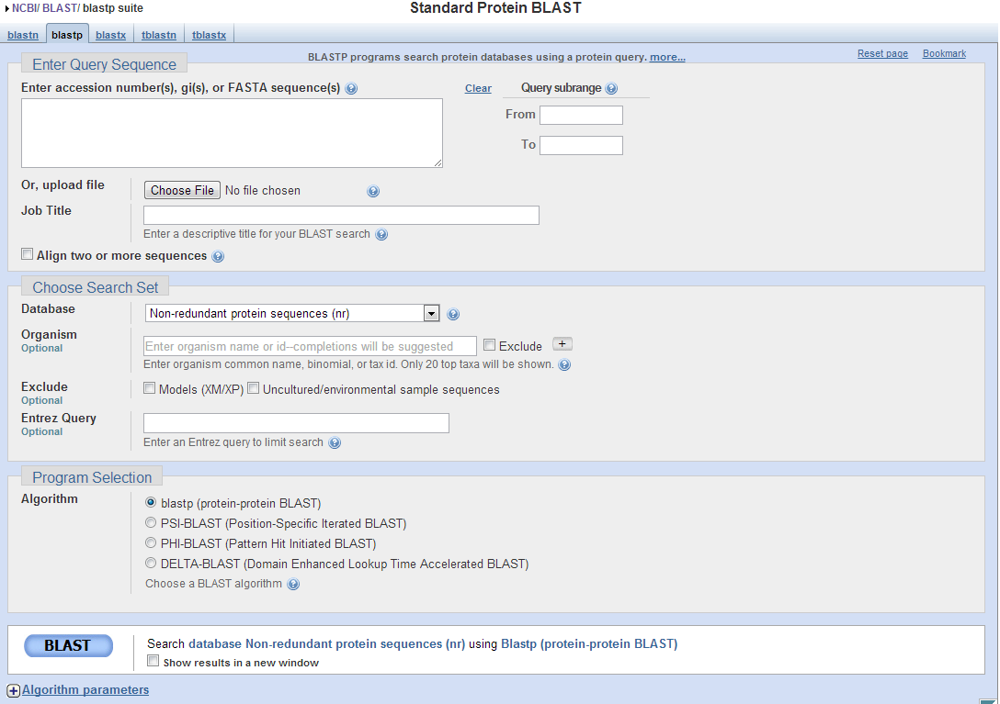 NCBI/ BLAST/ blastp suite
Standard Protein BLAST
blastn blastp blastx tblastn tblastx
BLASTP programs search protein databases using a protein query. more...
Reset page Bookmark
Enter Query Sequence
Enter accession number(s), gi(s), or FASTA sequence(s)
Clear
Query subrange
From
To
Or, upload file
Choose File No file chosen
Job Title
Enter a descriptive title for your BLAST search
Align two or more sequences
Choose Search Set
Database
Non-redundant protein sequences (nr)
Organism
Optional
Enter organism name or id--completions will be suggested
Exclude
+
Enter organism common name, binomial, or tax id. Only 20 top taxa will be shown.
Exclude
Optional
Models (XM/XP) Uncultured/environmental sample sequences
Entrez Query
Optional
Enter an Entrez query to limit search
Program Selection
Algorithm
blastp (protein-protein BLAST)
PSI-BLAST (Position-Specific Iterated BLAST)
PHI-BLAST (Pattern Hit Initiated BLAST)
DELTA-BLAST (Domain Enhanced Lookup Time Accelerated BLAST)
Choose a BLAST algorithm
BLAST
Search database Non-redundant protein sequences (nr) using Blastp (protein-protein BLAST)
Show results in a new window
Algorithm parameters